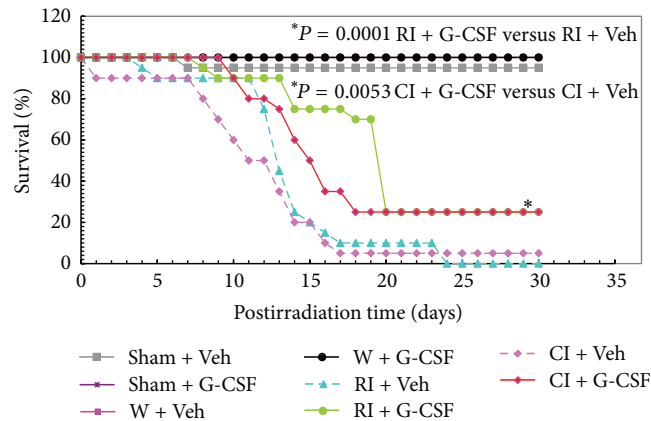 *P = 0.0001 RI + G-CSF versus RI + Veh
*P = 0.0053 CI + G-CSF versus CI + Veh
Survival (%)
120
100
80
60
40
20
0
*
0 5 10 15 20 25 30 35
Postirradiation time (days)
Sham + Veh
W + G-CSF
CI + Veh
Sham + G-CSF
RI + Veh
CI + G-CSF
W + Veh
RI + G-CSF